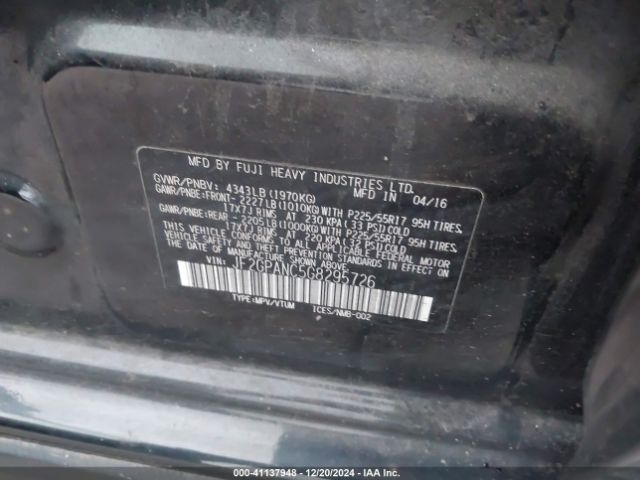 MFD BY FUJI HEAVY INDUSTRIES LTD.
GVWR/PNBV: 4343LB (1970KG) MFD IN 04/16
GAWR/PNBE: FRONT- 2227LB(1010KG) WITH P225/55R17 95H TIRES,
17X7J RIMS AT 230 KPA(33 PSI)COLD
GAWR/PNBE: REAR -2205LB(1000KG) WITH P225/55R17 95H TIRES,
17X7J RIMS AT 220 KPA(32 PSI)COLD
THIS VEHICLE CONFORMS TO ALL APPLICABLE FEDERAL MOTOR
VEHICLE SAFETY, THEFT PREVENTION STANDARDS IN EFFECT ON THE
DATE OF MANUFACTURE SHOWN ABOVE.
VIN: JF2GPANC5G8295726
TYPE:MPV/VTUM ICES/NMB-002
000-41137948 - 12/20/2024 - IAA Inc.